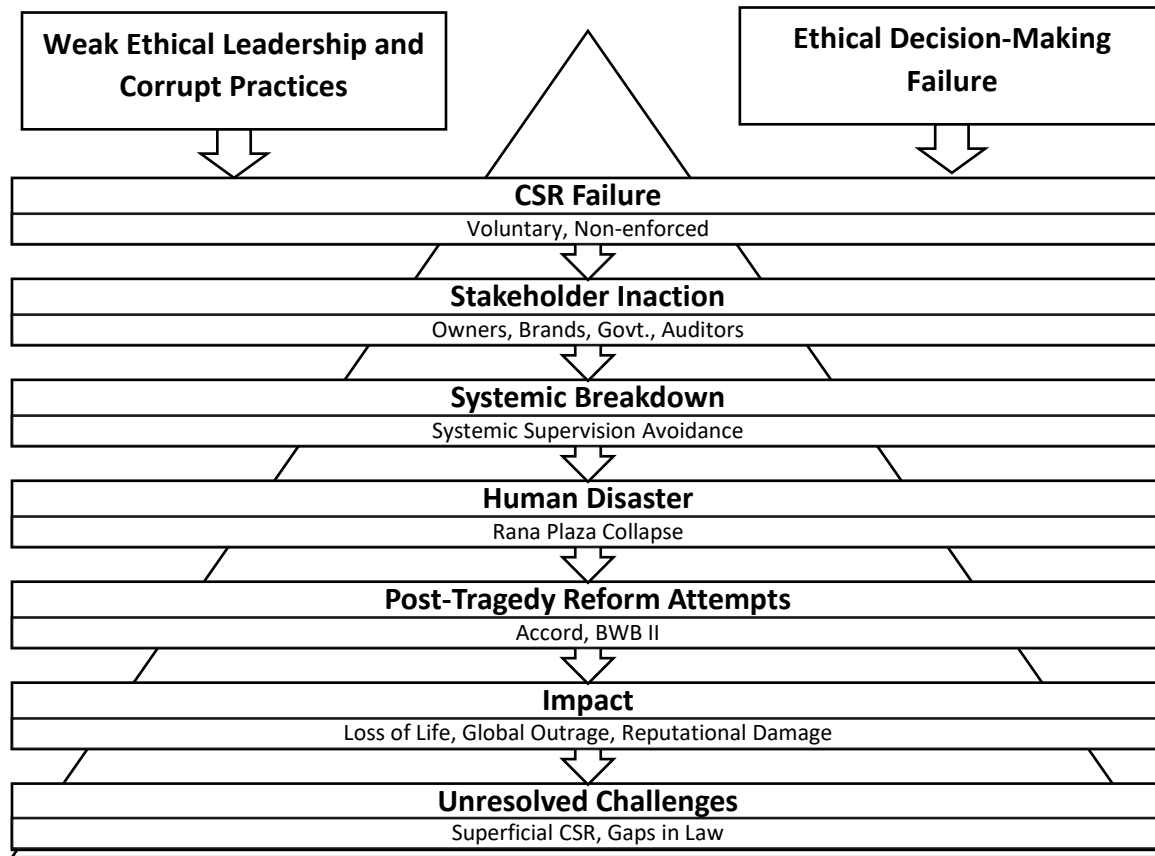 Weak Ethical Leadership and
Corrupt Practices
Ethical Decision-Making
Failure
CSR Failure
Voluntary, Non-enforced
Stakeholder Inaction
Owners, Brands, Govt., Auditors
Systemic Breakdown
Systemic Supervision Avoidance
Human Disaster
Rana Plaza Collapse
Post-Tragedy Reform Attempts
Accord, BWB II
Impact
Loss of Life, Global Outrage, Reputational Damage
Unresolved Challenges
Superficial CSR, Gaps in Law